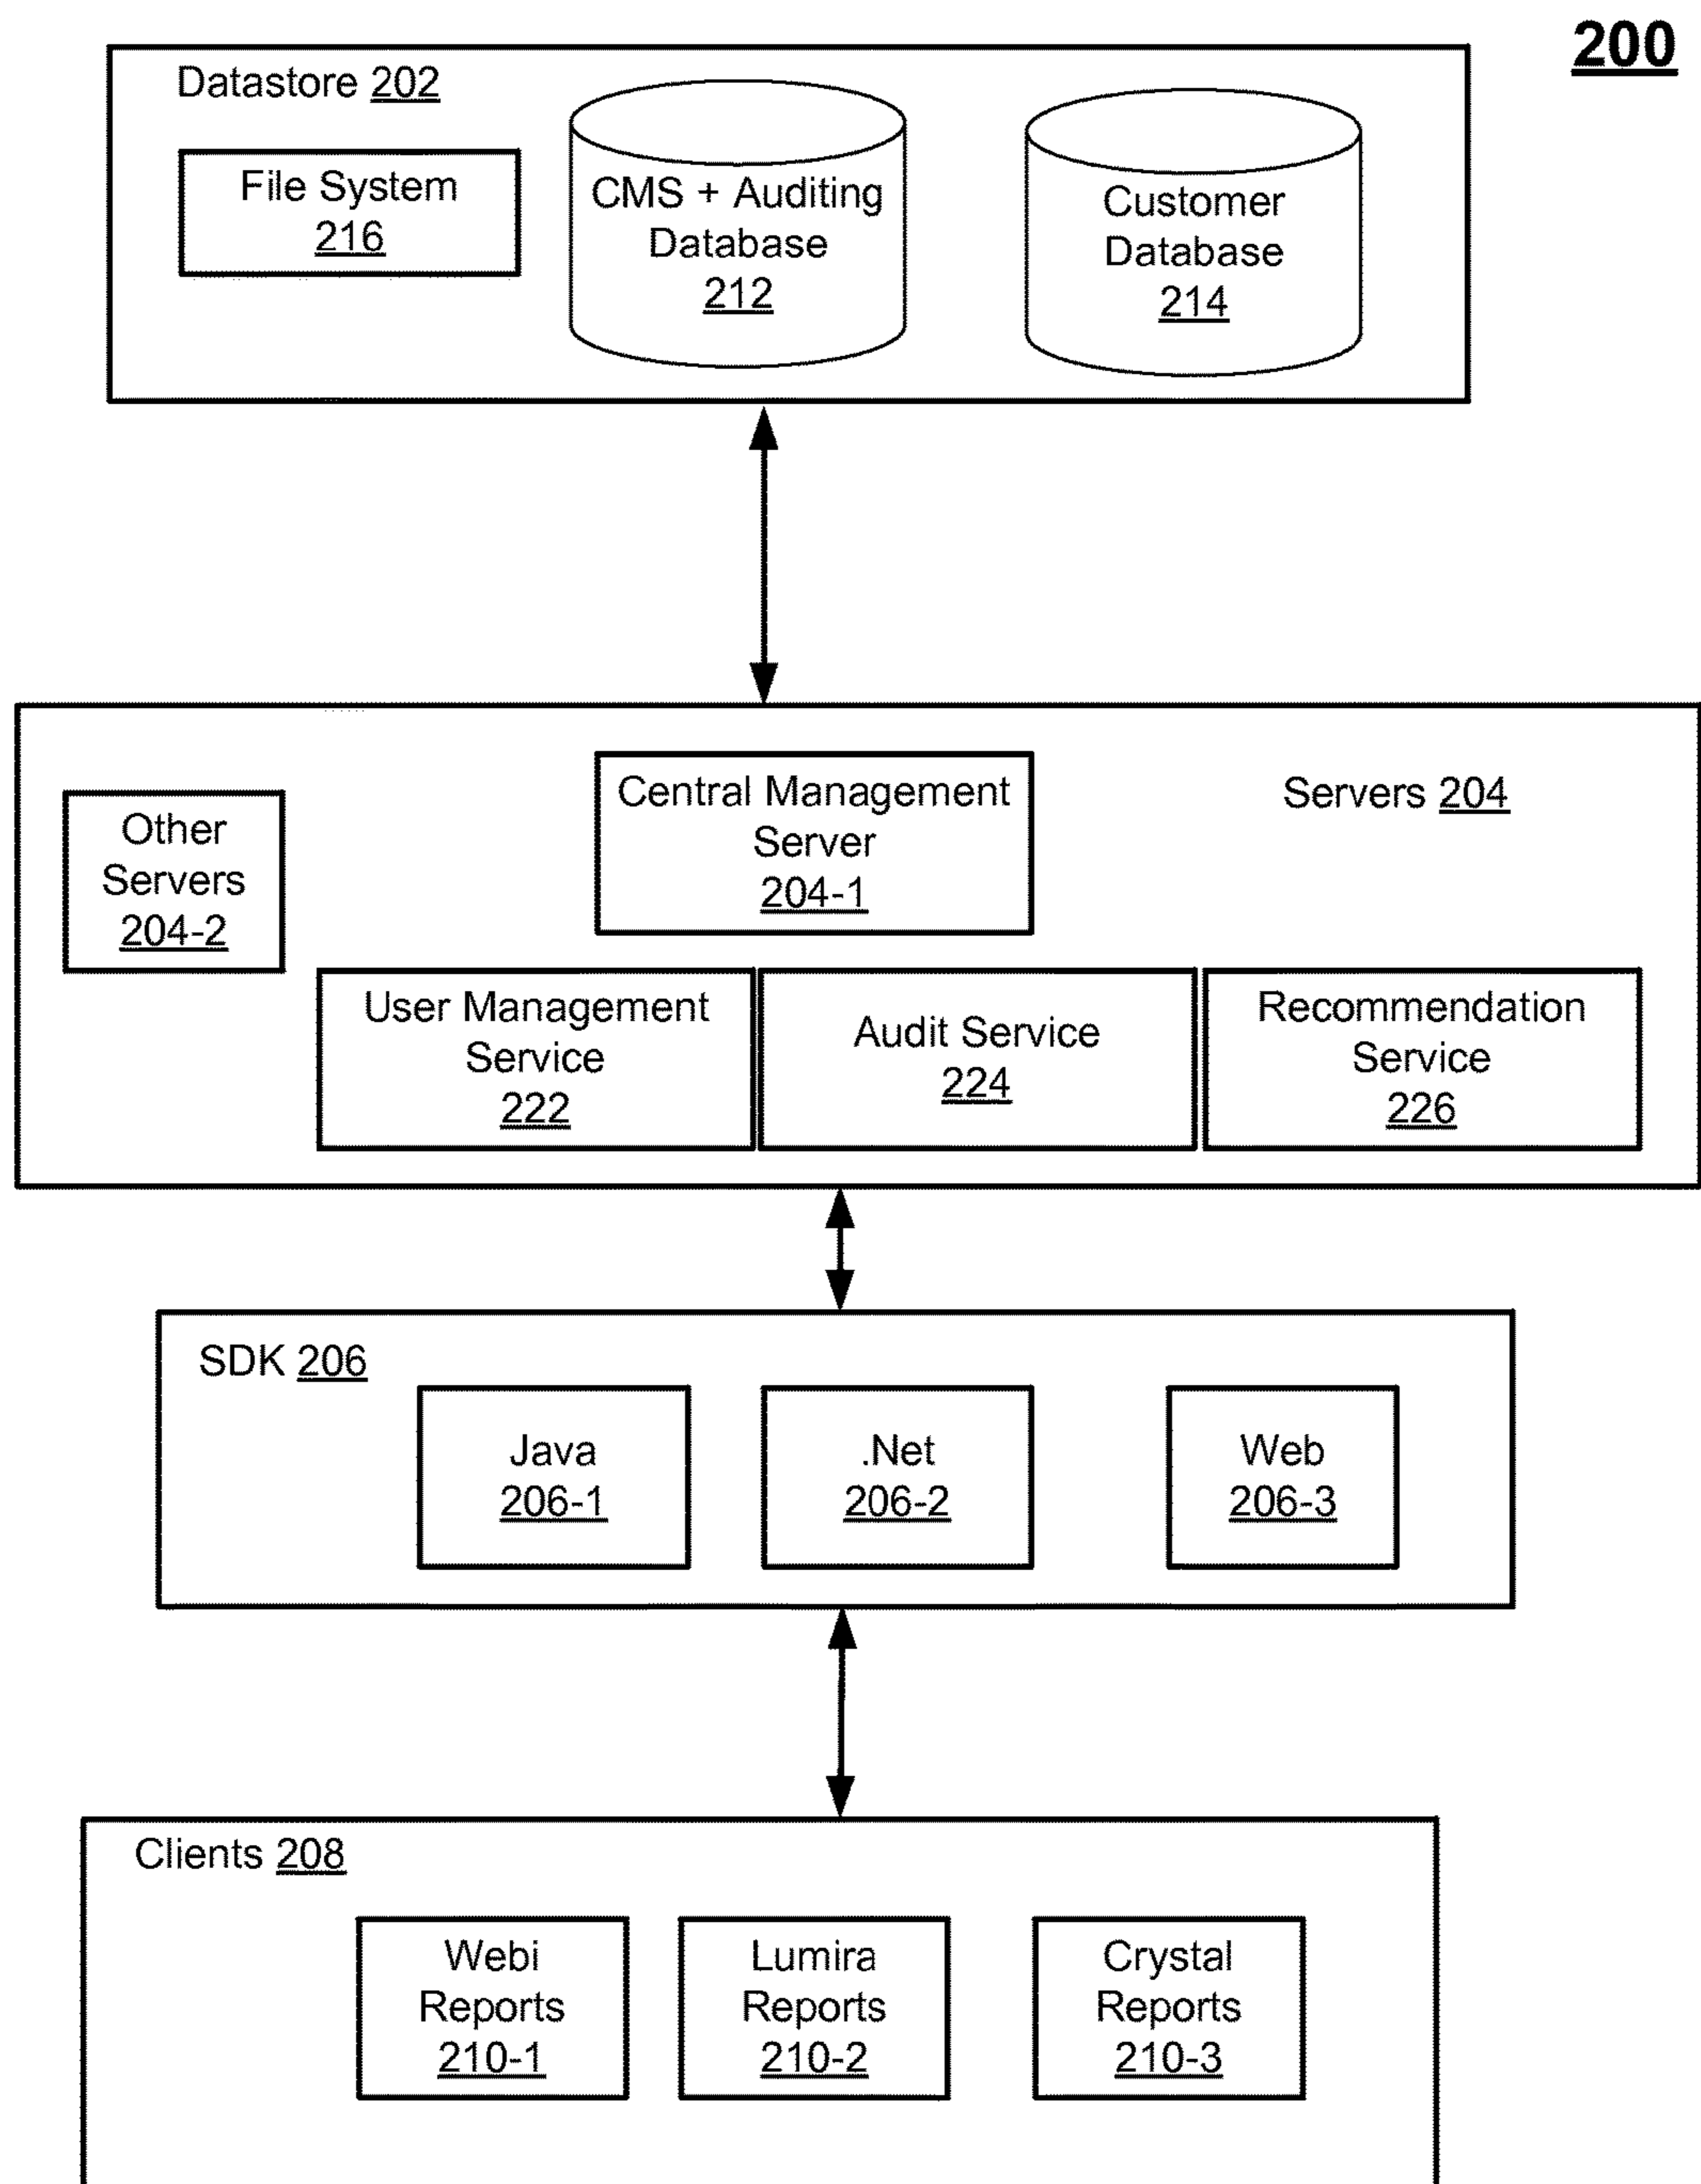 200
Datastore 202
File System
216
CMS + Auditing
Database
212
Customer
Database
214
Servers 204
Central Management
Server
204-1
Other
Servers
204-2
User Management
Service
222
Audit Service
224
Recommendation
Service
226
SDK 206
Java
206-1
.Net
206-2
Web
206-3
Clients 208
Webi
Reports
210-1
Lumira
Reports
210-2
Crystal
Reports
210-3